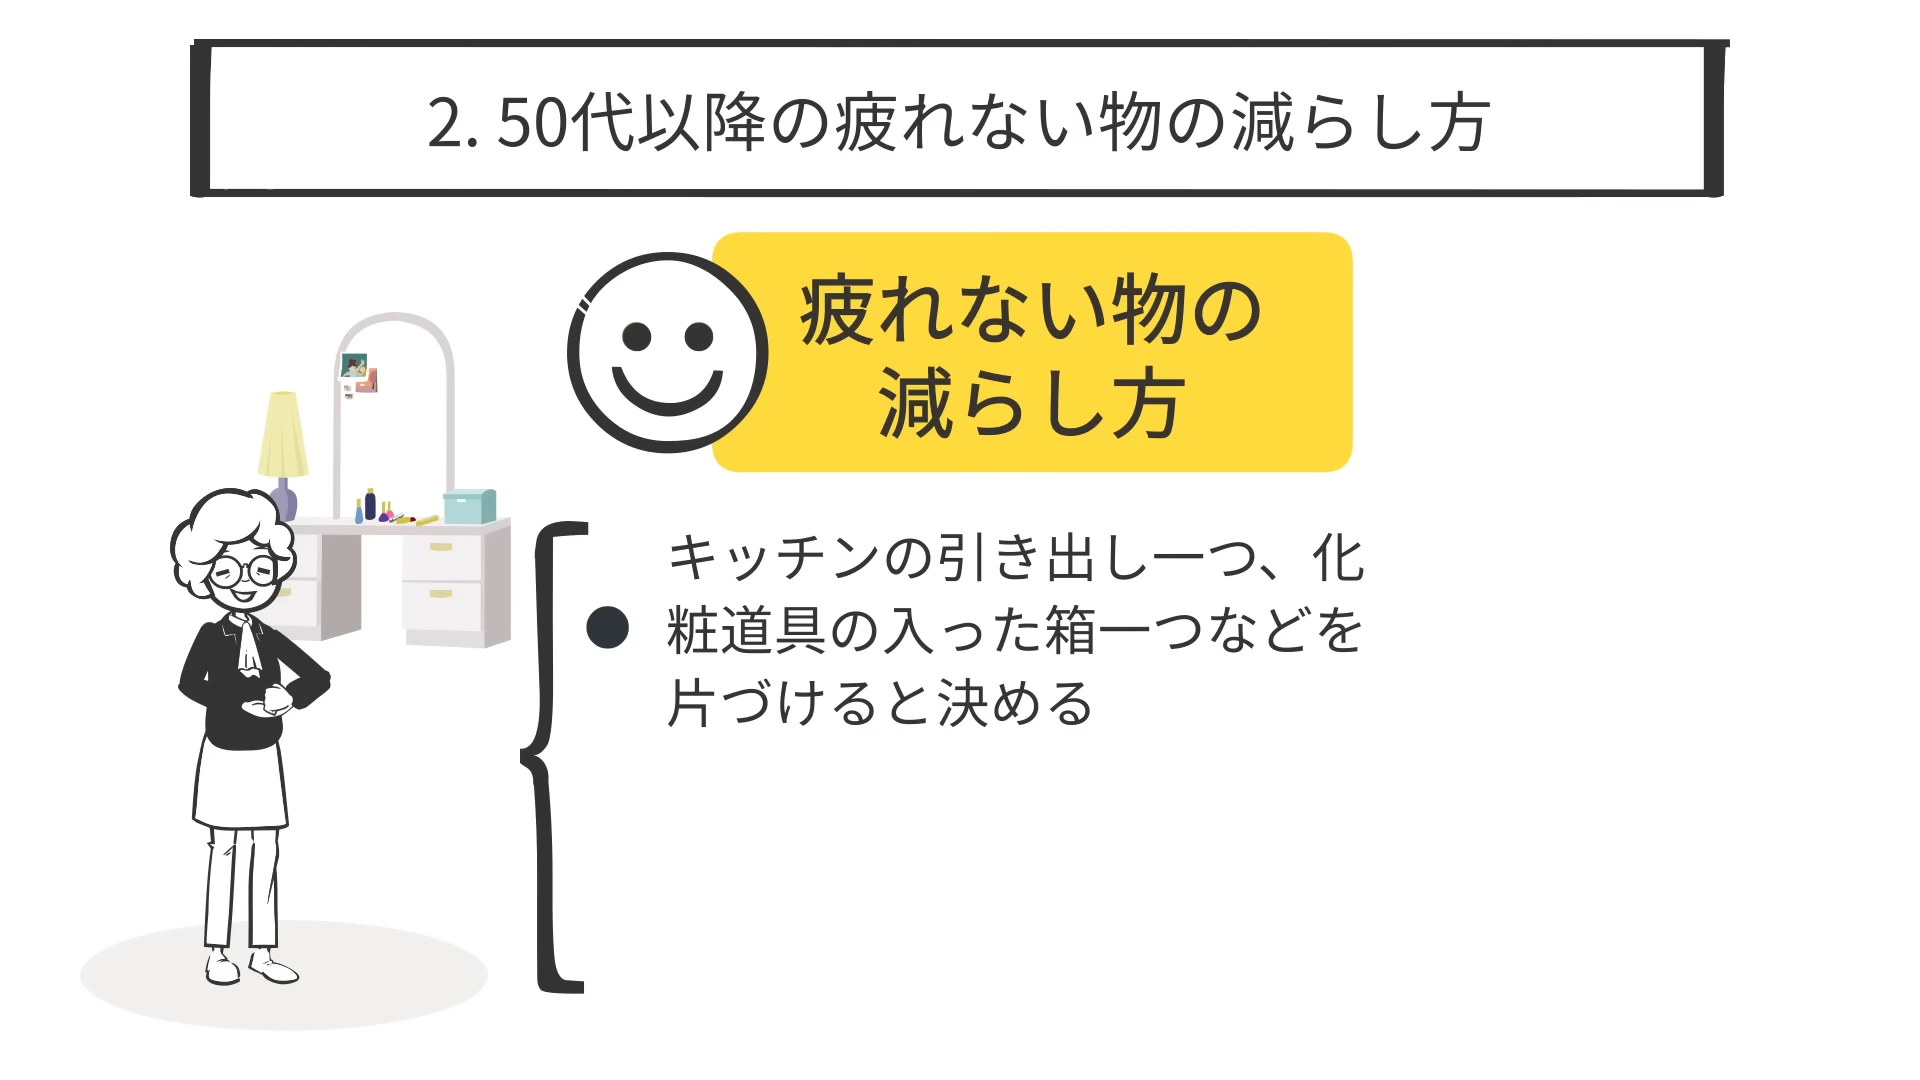 2. 50代以降の疲れない物の減らし方
疲れない物の
減らし方
キッチンの引き出し一つ、化
粧道具の入った箱一つなどを
片づけると決める